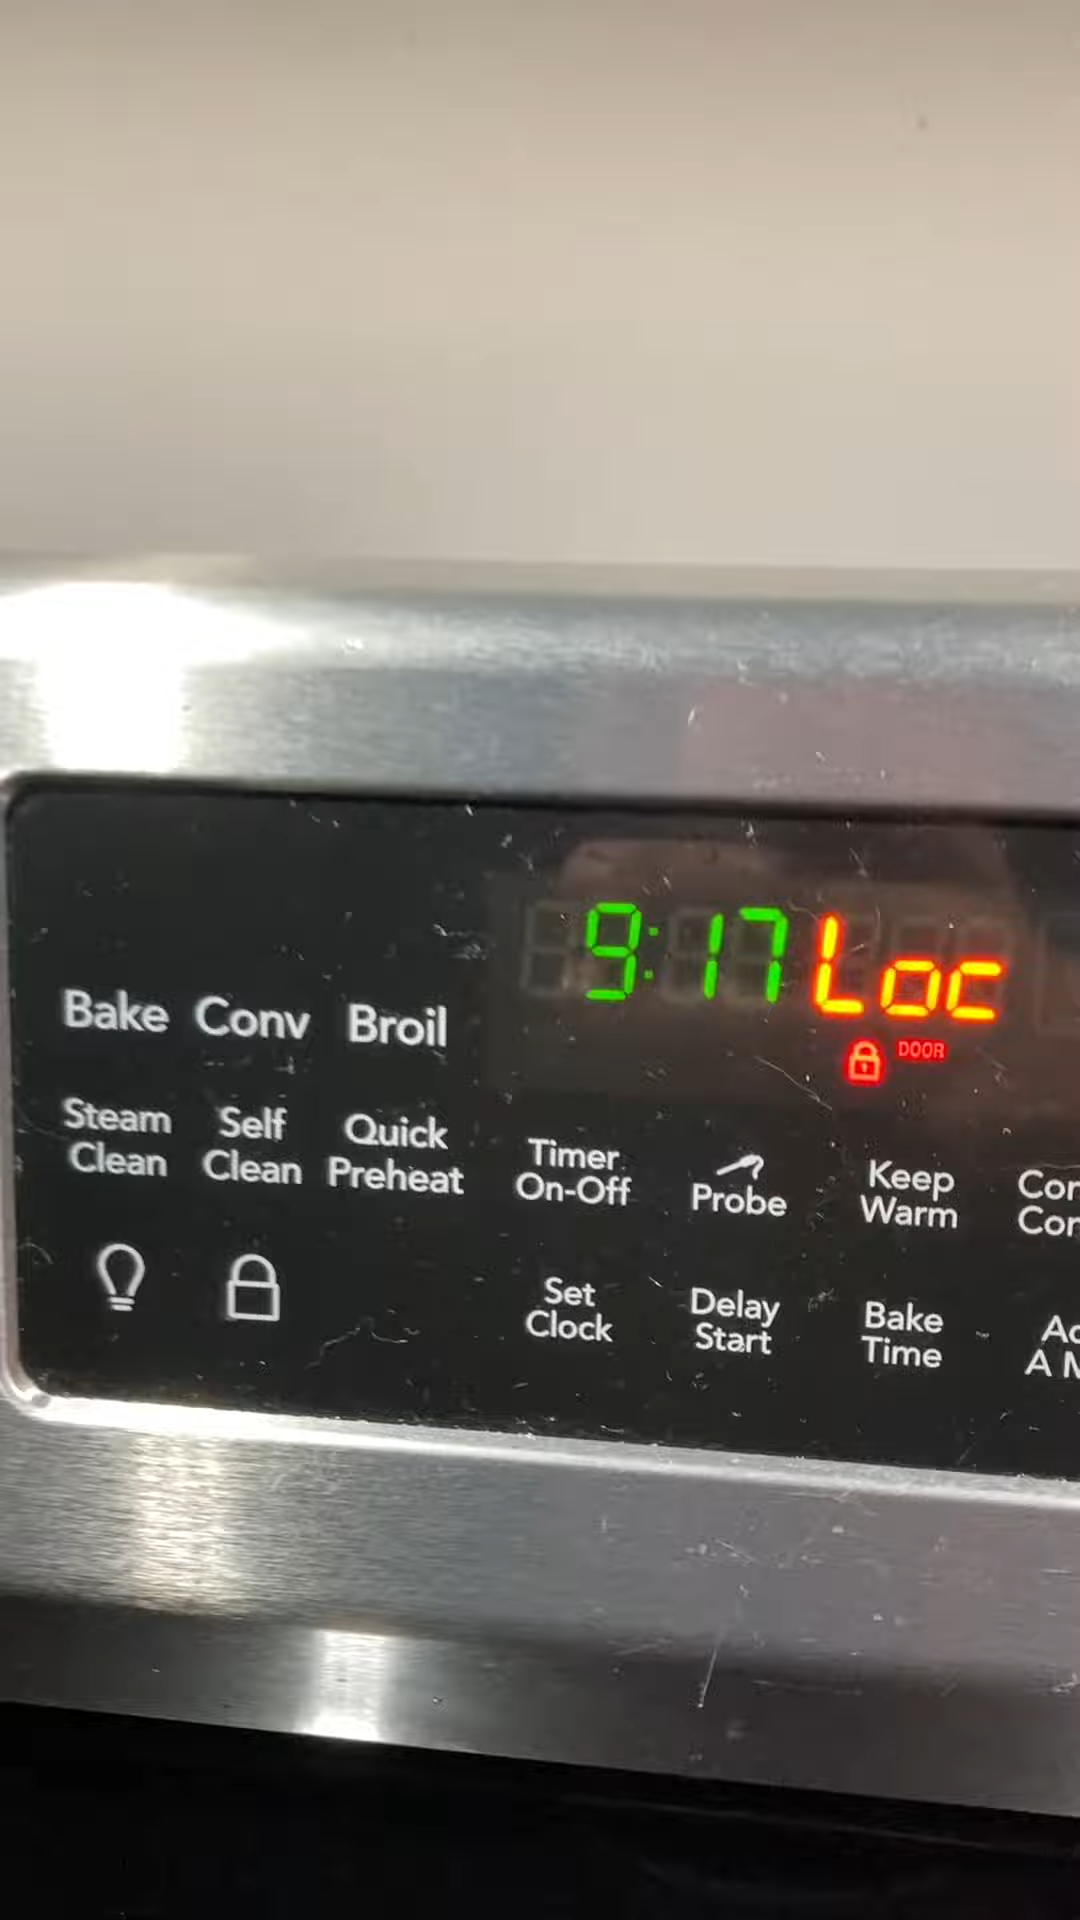 9:17 Loc
DOOR
Bake Conv Broil
Steam Clean
Self Clean
Quick Preheat
Timer On-Off
Probe
Keep Warm
Set Clock
Delay Start
Bake Time